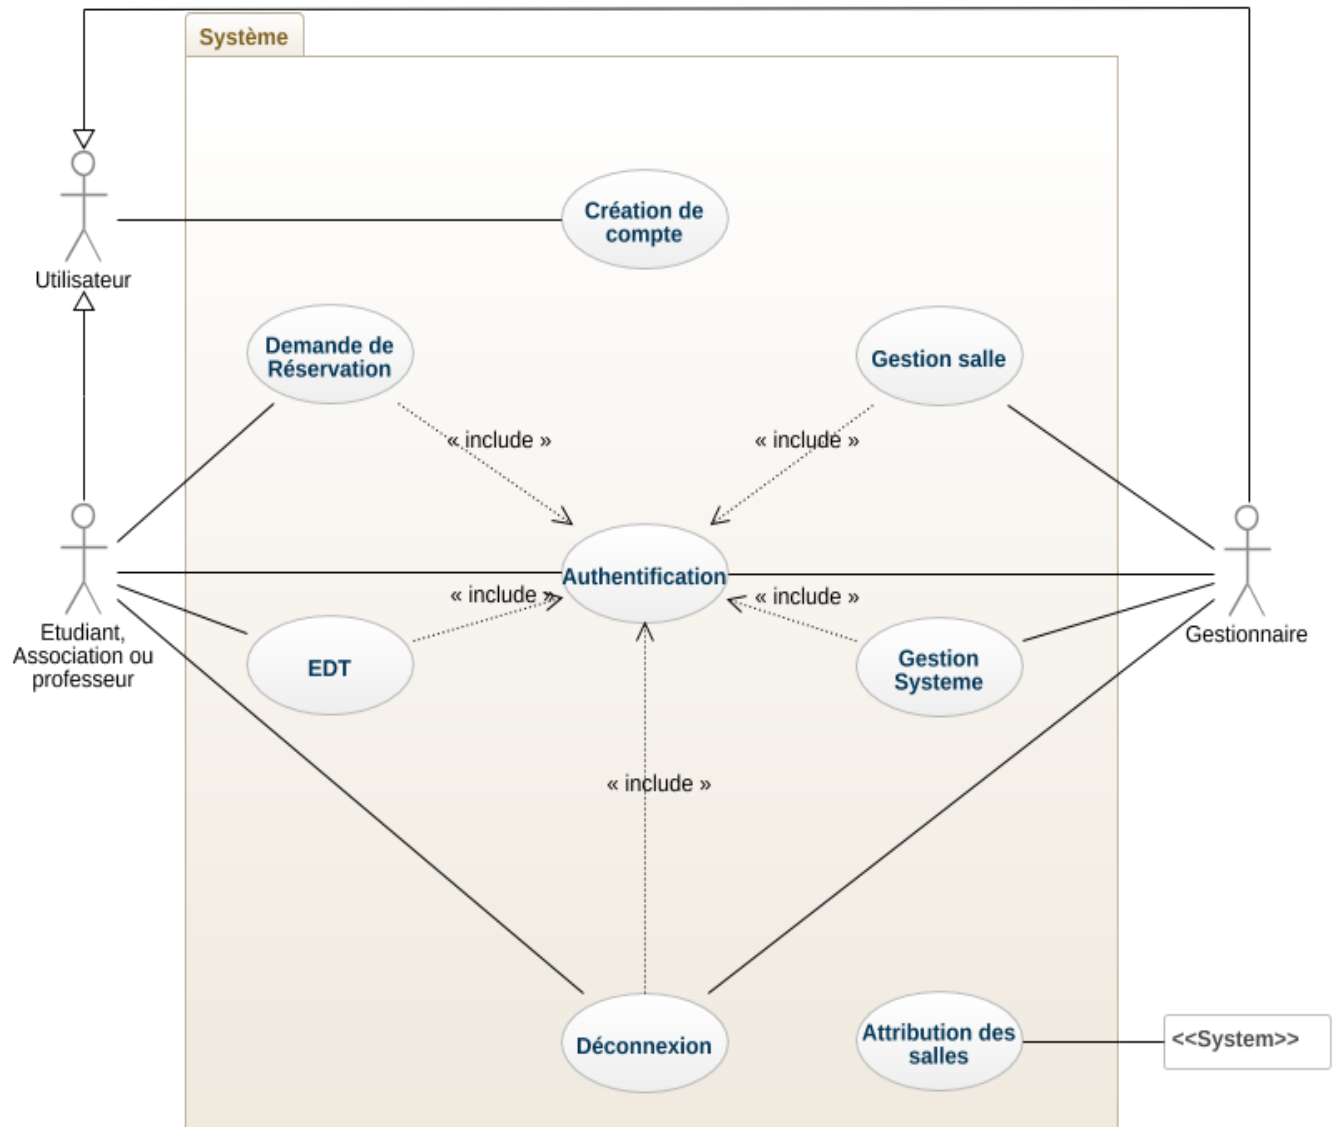 Système
Création de
compte
Utilisateur
Demande de
Réservation
Gestion salle
« include »
« include »
Authentification
« include »
« include »
Etudiant,
Association ou
professeur
Gestionnaire
EDT
Gestion
Systeme
« include »
Déconnexion
Attribution des
salles
<<System>>